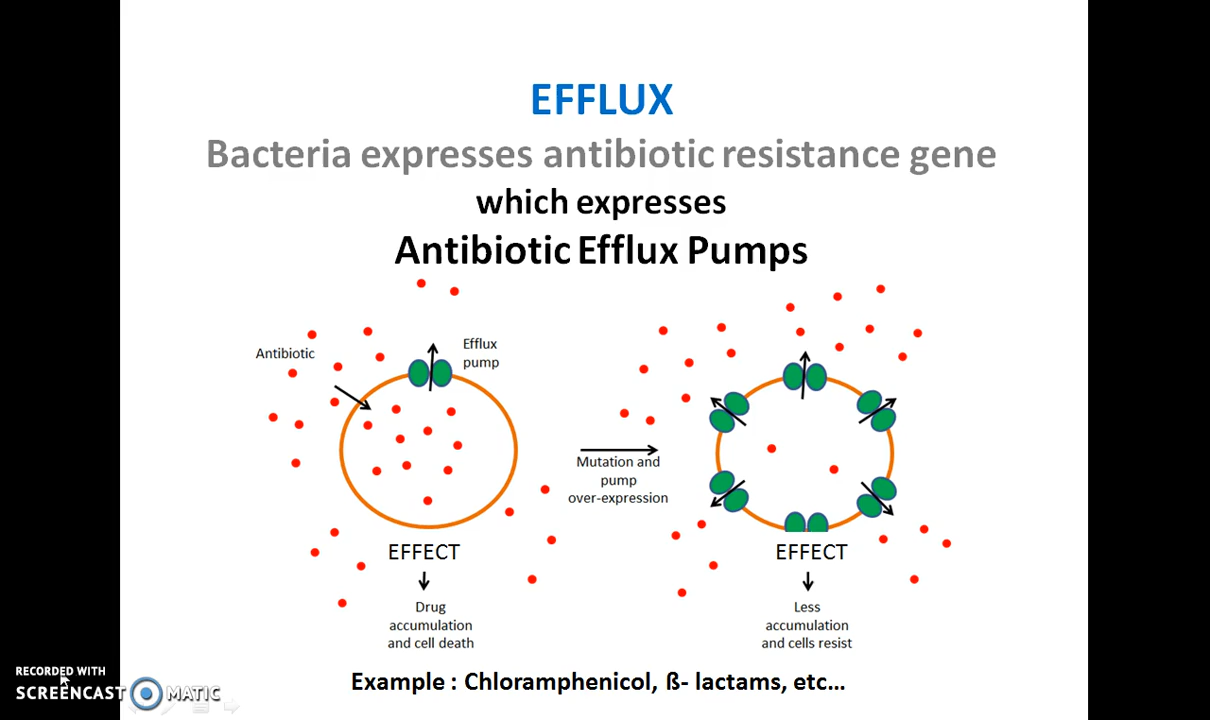 EFFLUX
Bacteria expresses antibiotic resistance gene
which expresses
Antibiotic Efflux Pumps
Antibiotic
Efflux
pump
Mutation and
pump
over-expression
EFFECT
Drug
accumulation
and cell death
EFFECT
Less
accumulation
and cells resist
Example : Chloramphenicol, ß- lactams, etc...
RECORDED WITH
SCREENCAST MATIC